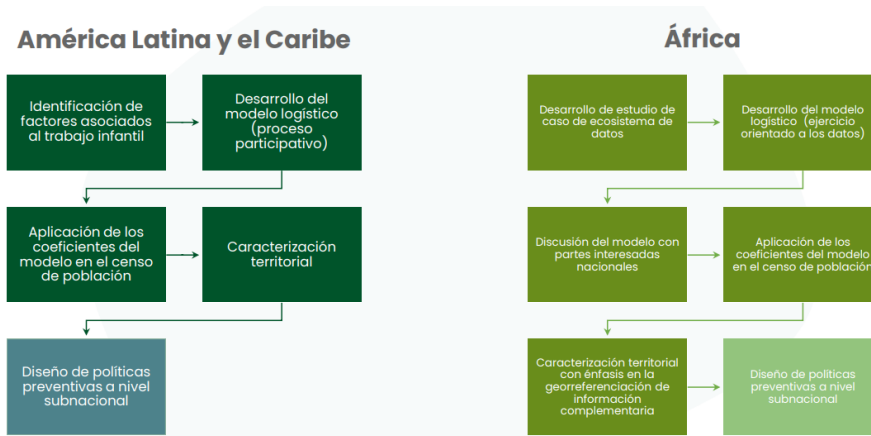 América Latina y el Caribe
Identificación de
factores asociados
al trabajo infantil
Desarrollo del
modelo logístico
(proceso
participativo)
Aplicación de los
coeficientes del
modelo en el censo
de población
Caracterización
territorial
Diseño de políticas
preventivas a nivel
subnacional
África
Desarrollo de estudio de
caso de ecosistema de
datos
Desarrollo del modelo
logístico (ejercicio
orientado a los datos)
Discusión del modelo con
partes interesadas
nacionales
Aplicación de los
coeficientes del modelo
en el censo de población
Caracterización territorial
con énfasis en la
georreferenciación de
información
complementaria
Diseño de políticas
preventivas a nivel
subnacional